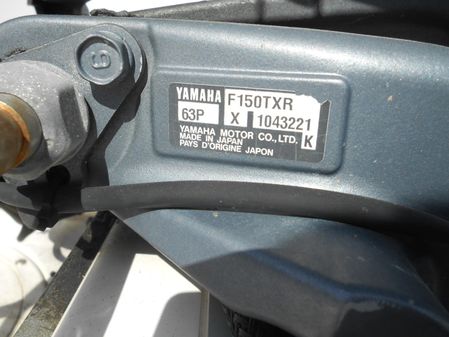 YAMAHA F150TXR
63P X 1043221
YAMAHA MOTOR CO., LTD. K
MADE IN JAPAN
PAYS D'ORIGINE JAPON